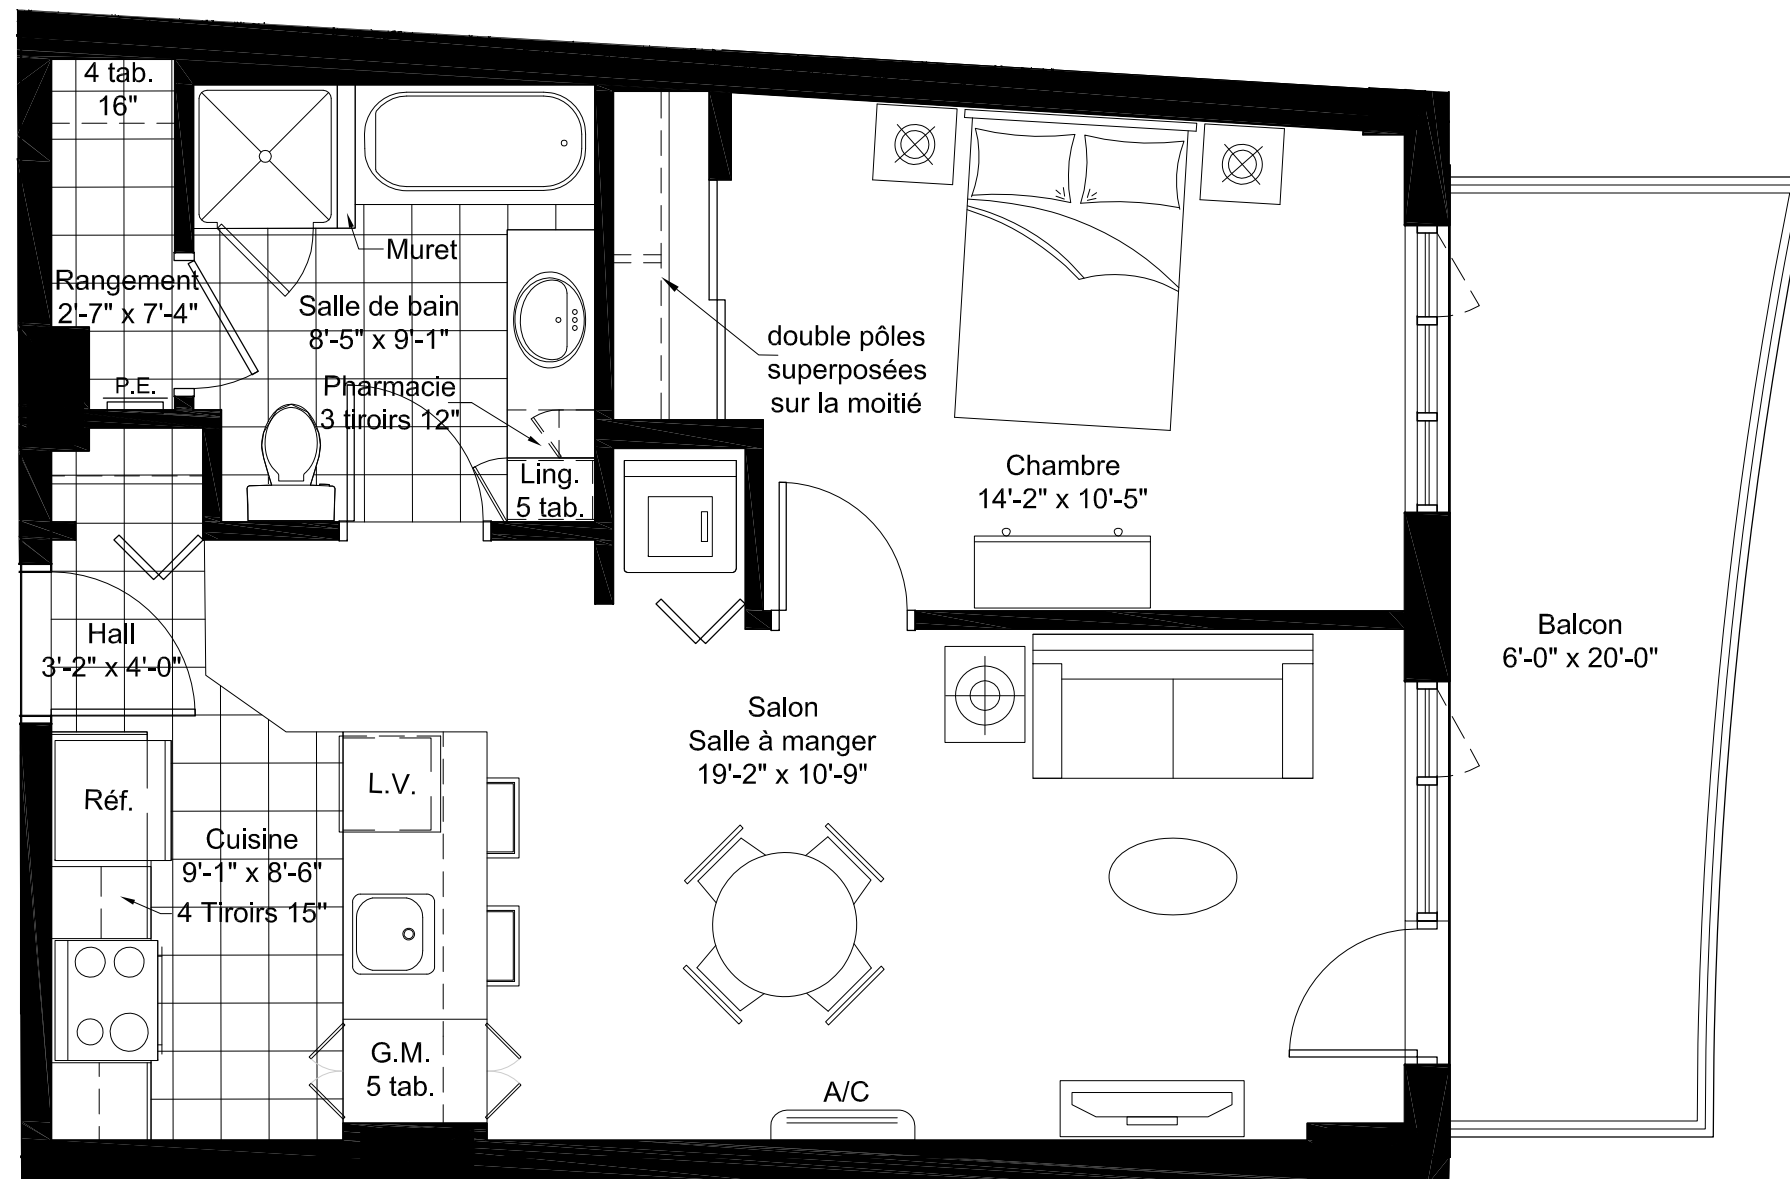 4 tab.
16"
Muret
Rangement
2'-7" x 7'-4"
Salle de bain
8'-5" x 9'-1"
P.E.
Pharmacie
3 tiroirs 12"
double pôles
superposées
sur la moitié
Ling.
5 tab.
Chambre
14'-2" x 10'-5"
Hall
3'-2" x 4'-0"
Balcon
6'-0" x 20'-0"
Salon
Salle à manger
19'-2" x 10'-9"
Réf.
L.V.
Cuisine
9'-1" x 8'-6"
4 Tiroirs 15"
G.M.
5 tab.
A/C